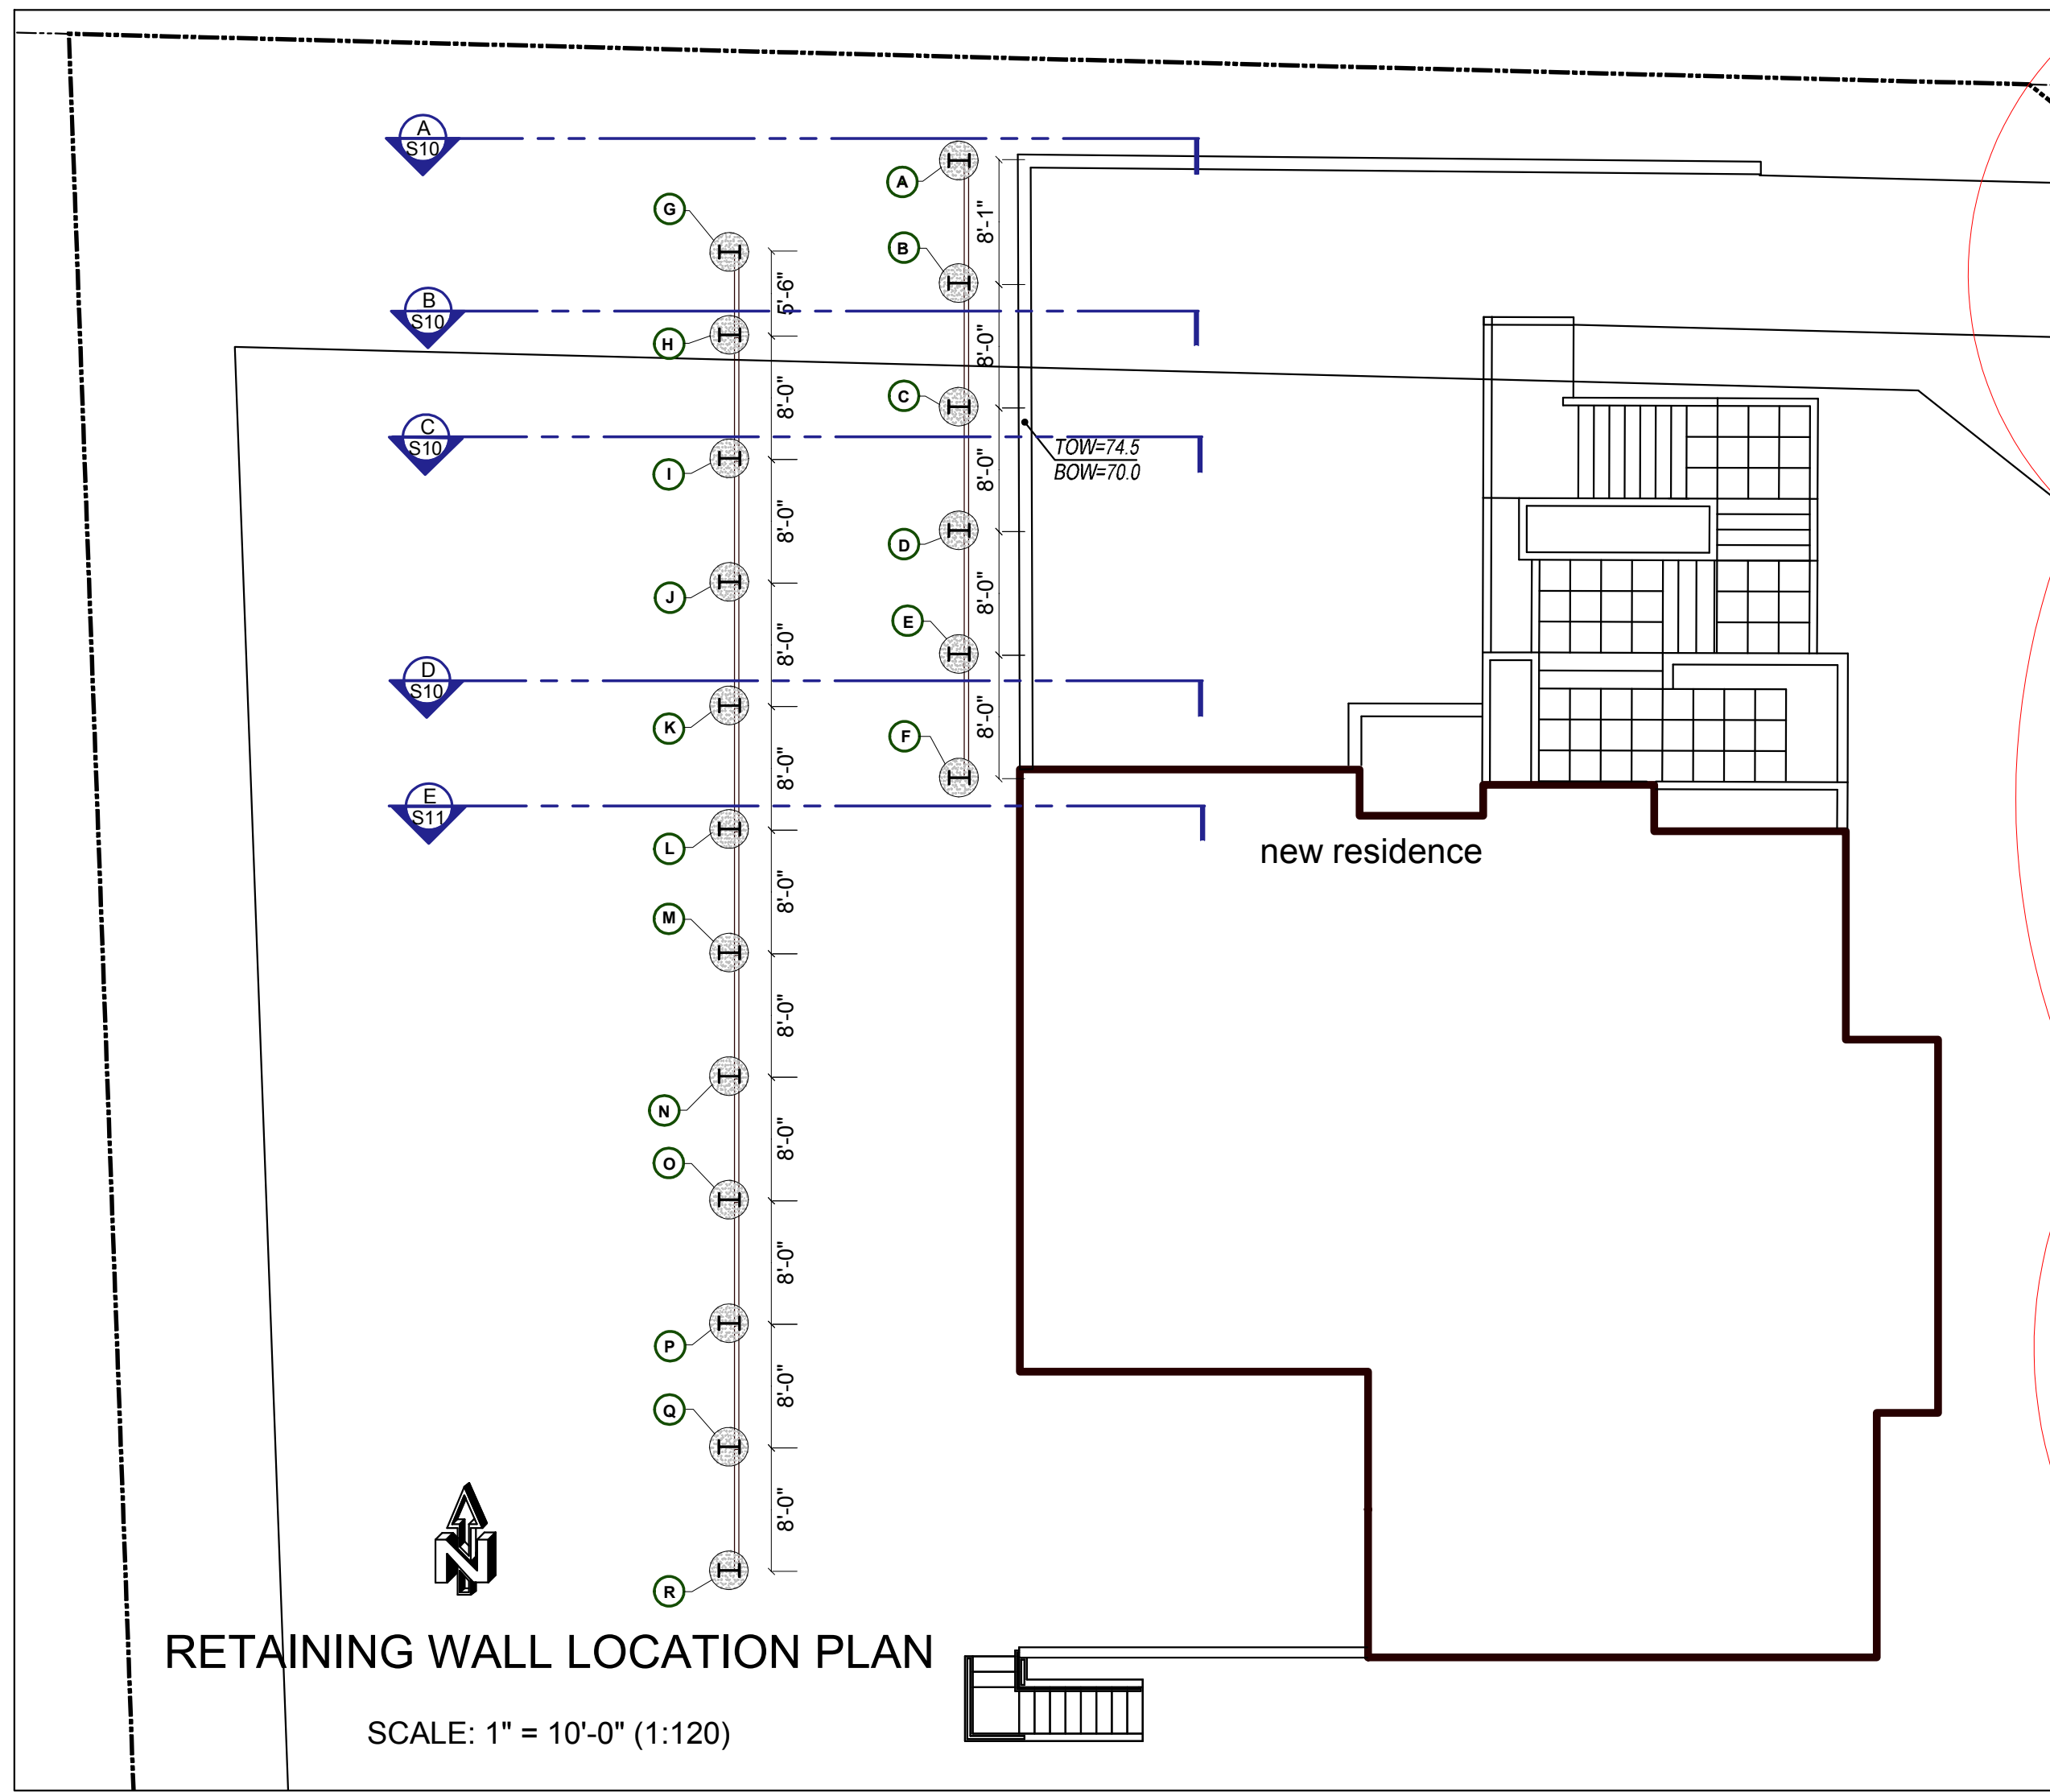 A
S10
A
G
8'-1"
B
5'-6"
B
S10
H
8'-0"
8'-0"
C
C
S10
TOW=74.5
BOW=70.0
I
8'-0"
8'-0"
D
J
8'-0"
E
8'-0"
D
S10
K
8'-0"
F
8'-0"
E
S11
L
new residence
8'-0"
M
8'-0"
N
8'-0"
O
8'-0"
P
8'-0"
Q
8'-0"
R
N
RETAINING WALL LOCATION PLAN
SCALE: 1" = 10'-0" (1:120)